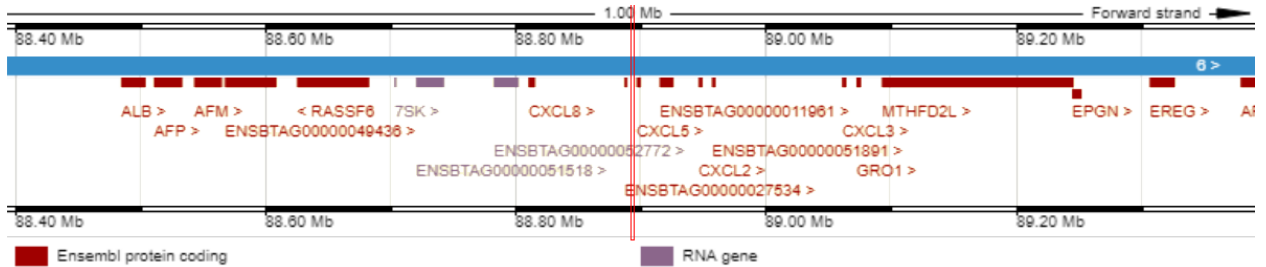 1.00 Mb Forward strand
88.40 Mb 88.60 Mb 88.80 Mb 89.00 Mb 89.20 Mb
6 >
ALB > AFM > < RASSF6 7SK > CXCL8 > ENSBTAG00000011961 > MTHFD2L > EPGN > EREG >
AFP > ENSBTAG00000049436 > CXCL5 > CXCL3 >
ENSBTAG00000052772 > ENSBTAG00000051891 >
ENSBTAG00000051518 > CXCL2 > GRO1 >
ENSBTAG00000027534 >
88.40 Mb 88.60 Mb 88.80 Mb 89.00 Mb 89.20 Mb
Ensembl protein coding RNA gene